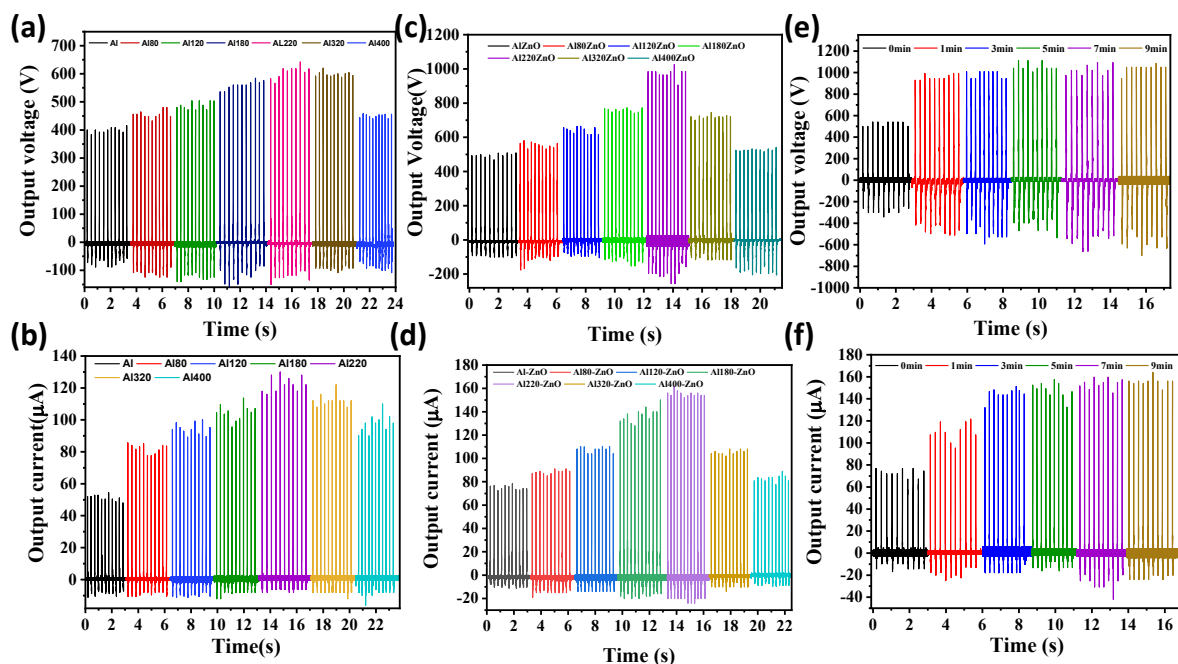 (a)
Al Al80 Al120 Al180 AL220 Al320 Al400
700
600
500
400
300
200
100
0
-100
Output voltage (V)
0 2 4 6 8 10 12 14 16 18 20 22 24
Time (s)
(c)
AlZnO Al80ZnO Al120ZnO Al180ZnO
Al220ZnO Al320ZnO Al400ZnO
1200
1000
800
600
400
200
0
-200
Output Voltage(V)
0 2 4 6 8 10 12 14 16 18 20
Time (s)
(e)
0min 1min 3min 5min 7min 9min
1200
1000
800
600
400
200
0
-200
-400
-600
-800
-1000
Output voltage (V)
0 2 4 6 8 10 12 14 16
Time (s)
(b)
Al Al80 Al120 Al180 Al220
Al320 Al400
140
120
100
80
60
40
20
0
Output current(μA)
0 2 4 6 8 10 12 14 16 18 20 22
Time(s)
(d)
Al-ZnO Al80-ZnO Al120-ZnO Al180-ZnO
Al220-ZnO Al320-ZnO Al400-ZnO
180
160
140
120
100
80
60
40
20
0
-20
Output current (μA)
0 2 4 6 8 10 12 14 16 18 20 22
Time (s)
(f)
0min 1min 3min 5min 7min 9min
180
160
140
120
100
80
60
40
20
0
-20
-40
Output current (μA)
0 2 4 6 8 10 12 14 16
Time (s)